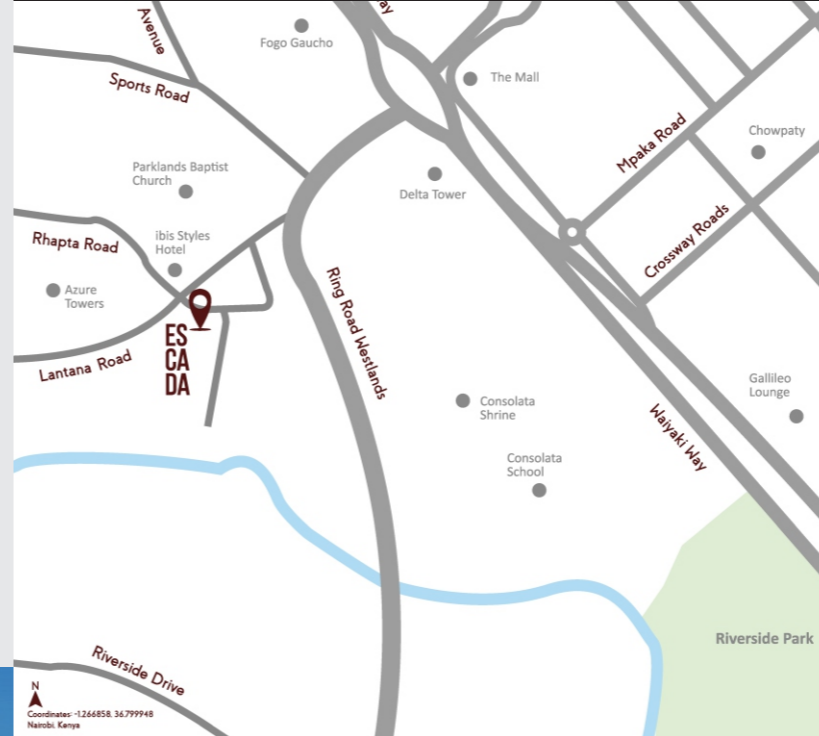 Avenue
ay
Fogo Gaucho
The Mall
Sports Road
Mpaka Road
Chowpaty
Parklands Baptist
Church
Delta Tower
Rhapta Road
ibis Styles
Hotel
Crossway Roads
Azure
Towers
Ring Road Westlands
ES
CA
DA
Lantana Road
Gallileo
Lounge
Consolata
Shrine
Waiyaki Way
Consolata
School
Riverside Park
Riverside Drive
N
Coordinates: -1.266858, 36.799948
Nairobi, Kenya